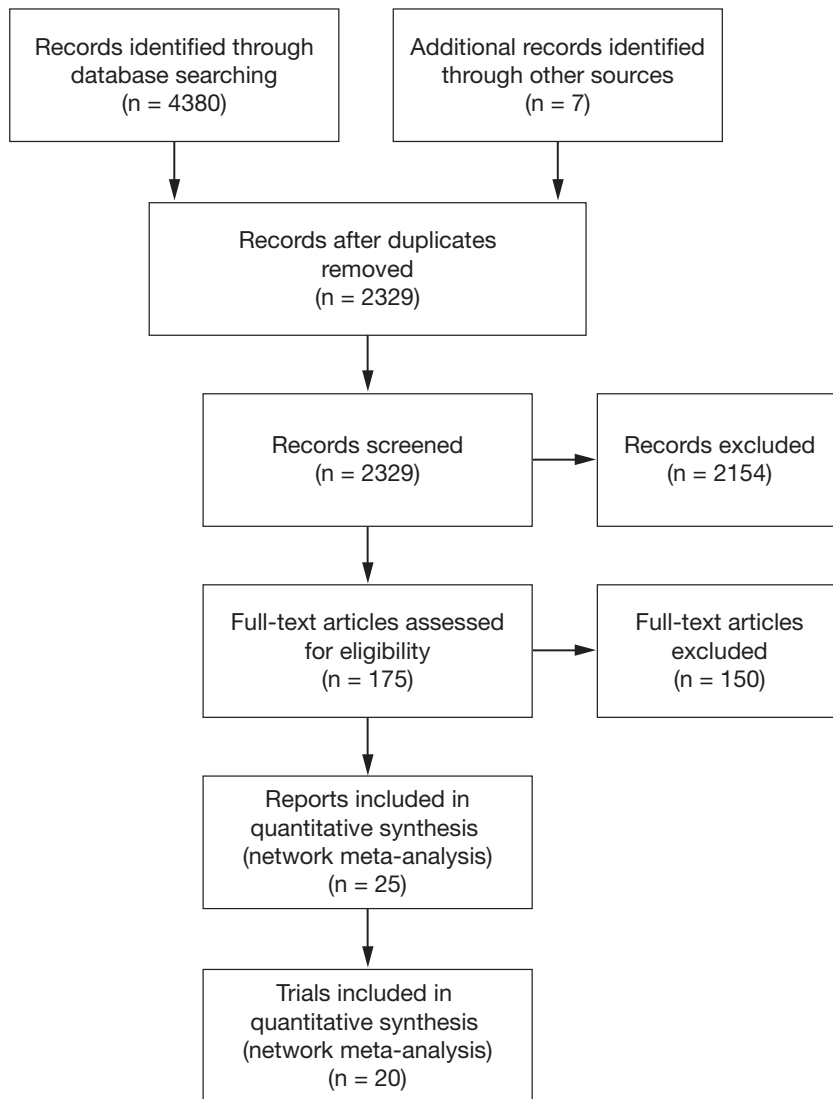 Records identified through
database searching
(n = 4380)
Additional records identified
through other sources
(n = 7)
Records after duplicates
removed
(n = 2329)
Records screened
(n = 2329)
Records excluded
(n = 2154)
Full-text articles assessed
for eligibility
(n = 175)
Full-text articles
excluded
(n = 150)
Reports included in
quantitative synthesis
(network meta-analysis)
(n = 25)
Trials included in
quantitative synthesis
(network meta-analysis)
(n = 20)